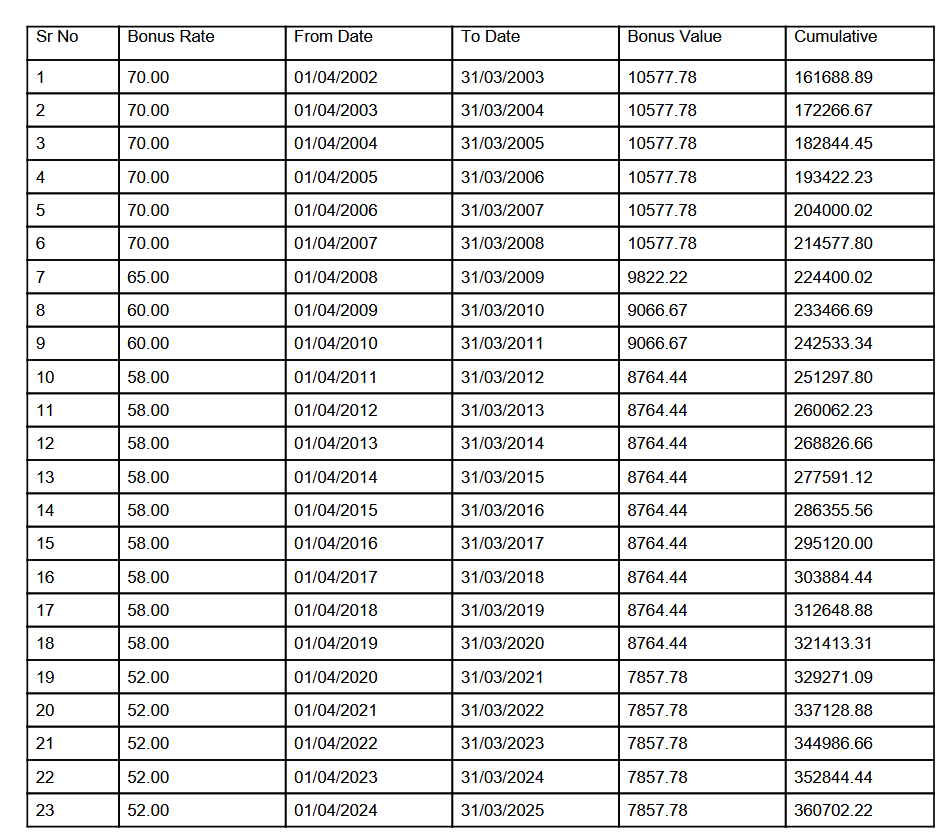 Sr No Bonus Rate From Date To Date Bonus Value Cumulative
1 70.00 01/04/2002 31/03/2003 10577.78 161688.89
2 70.00 01/04/2003 31/03/2004 10577.78 172266.67
3 70.00 01/04/2004 31/03/2005 10577.78 182844.45
4 70.00 01/04/2005 31/03/2006 10577.78 193422.23
5 70.00 01/04/2006 31/03/2007 10577.78 204000.02
6 70.00 01/04/2007 31/03/2008 10577.78 214577.80
7 65.00 01/04/2008 31/03/2009 9822.22 224400.02
8 60.00 01/04/2009 31/03/2010 9066.67 233466.69
9 60.00 01/04/2010 31/03/2011 9066.67 242533.34
10 58.00 01/04/2011 31/03/2012 8764.44 251297.80
11 58.00 01/04/2012 31/03/2013 8764.44 260062.23
12 58.00 01/04/2013 31/03/2014 8764.44 268826.66
13 58.00 01/04/2014 31/03/2015 8764.44 277591.12
14 58.00 01/04/2015 31/03/2016 8764.44 286355.56
15 58.00 01/04/2016 31/03/2017 8764.44 295120.00
16 58.00 01/04/2017 31/03/2018 8764.44 303884.44
17 58.00 01/04/2018 31/03/2019 8764.44 312648.88
18 58.00 01/04/2019 31/03/2020 8764.44 321413.31
19 52.00 01/04/2020 31/03/2021 7857.78 329271.09
20 52.00 01/04/2021 31/03/2022 7857.78 337128.88
21 52.00 01/04/2022 31/03/2023 7857.78 344986.66
22 52.00 01/04/2023 31/03/2024 7857.78 352844.44
23 52.00 01/04/2024 31/03/2025 7857.78 360702.22